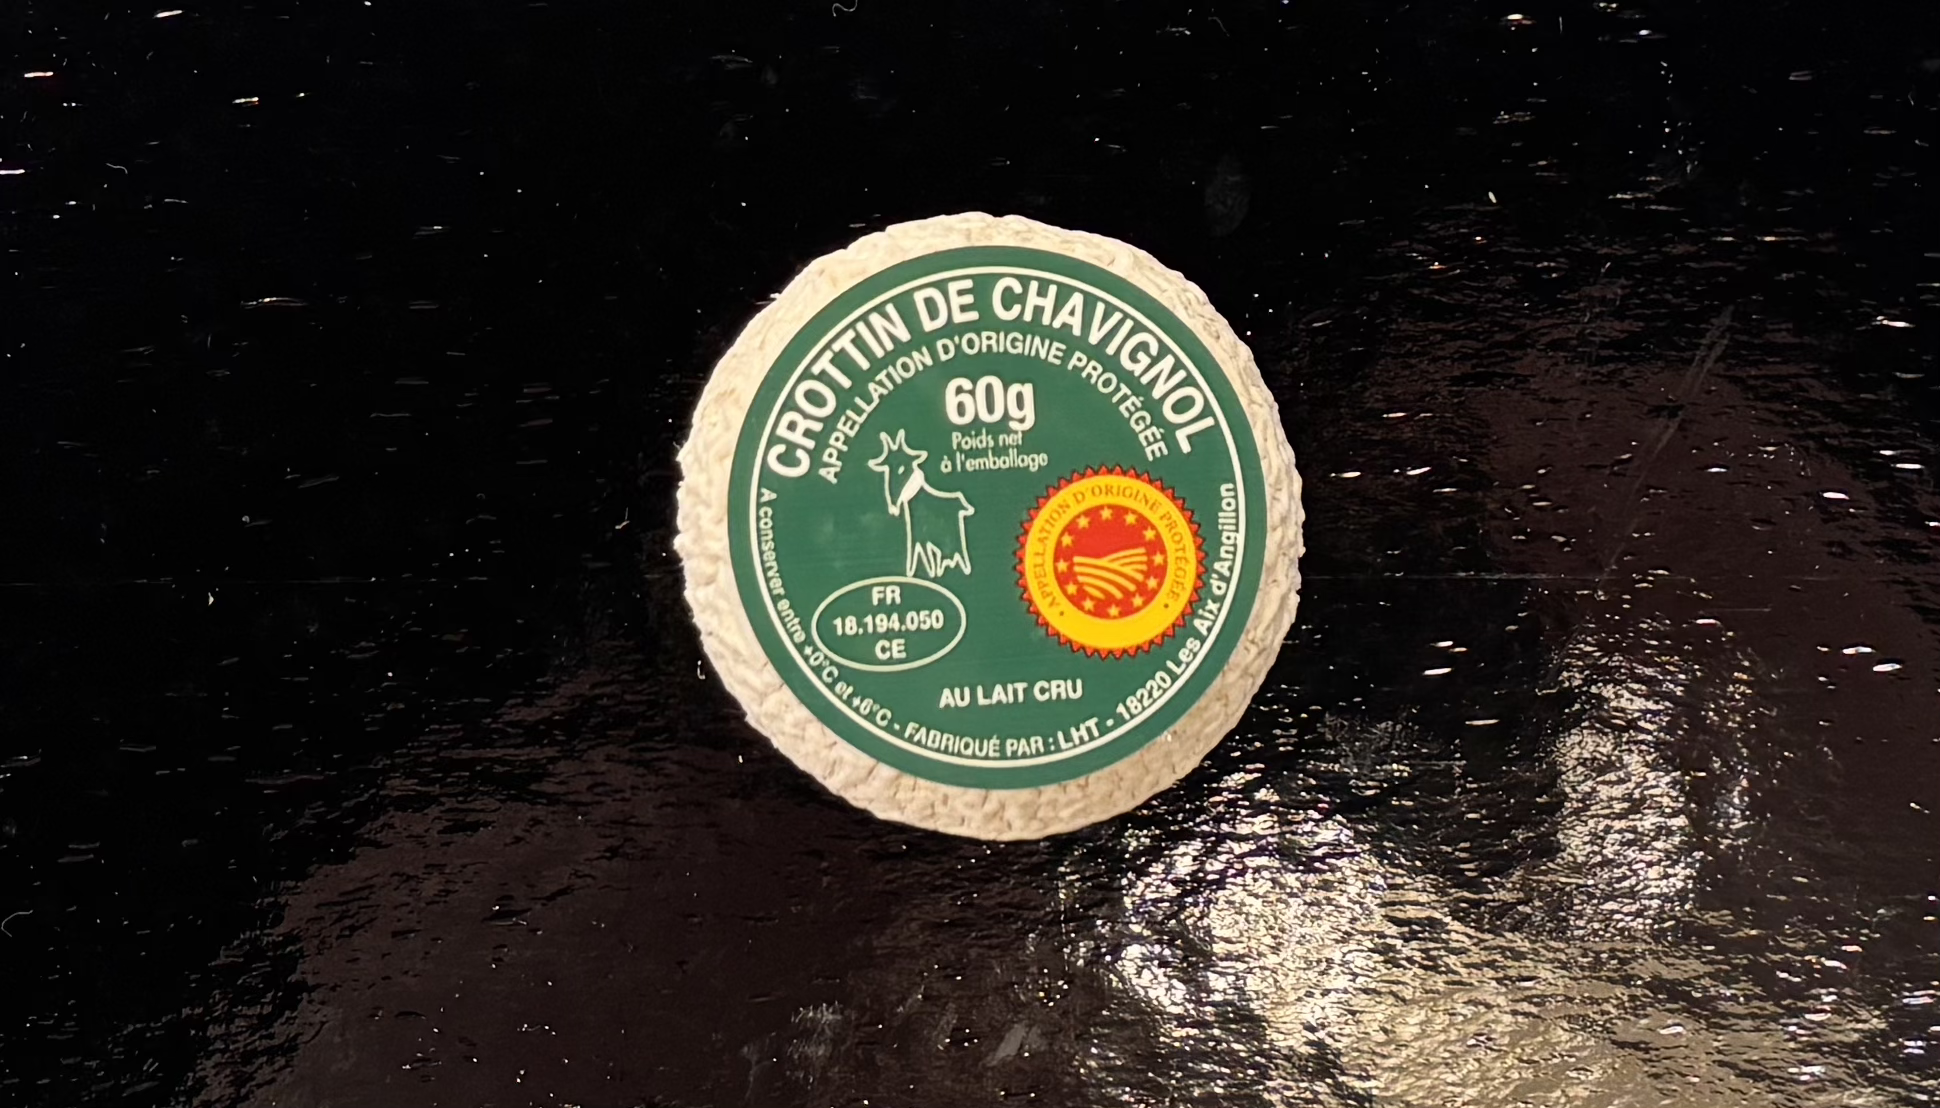 CROTTIN DE CHAVIGNOL
APPELLATION D'ORIGINE PROTÉGÉE
60g
Poids net
à l'emballage
APPELLATION D'ORIGINE PROTÉGÉE
FR
18.194.050
CE
AU LAIT CRU
A conserver entre +0°C et +6°C - FABRIQUÉ PAR : LHT - 18220 Les Aix d'Angillon